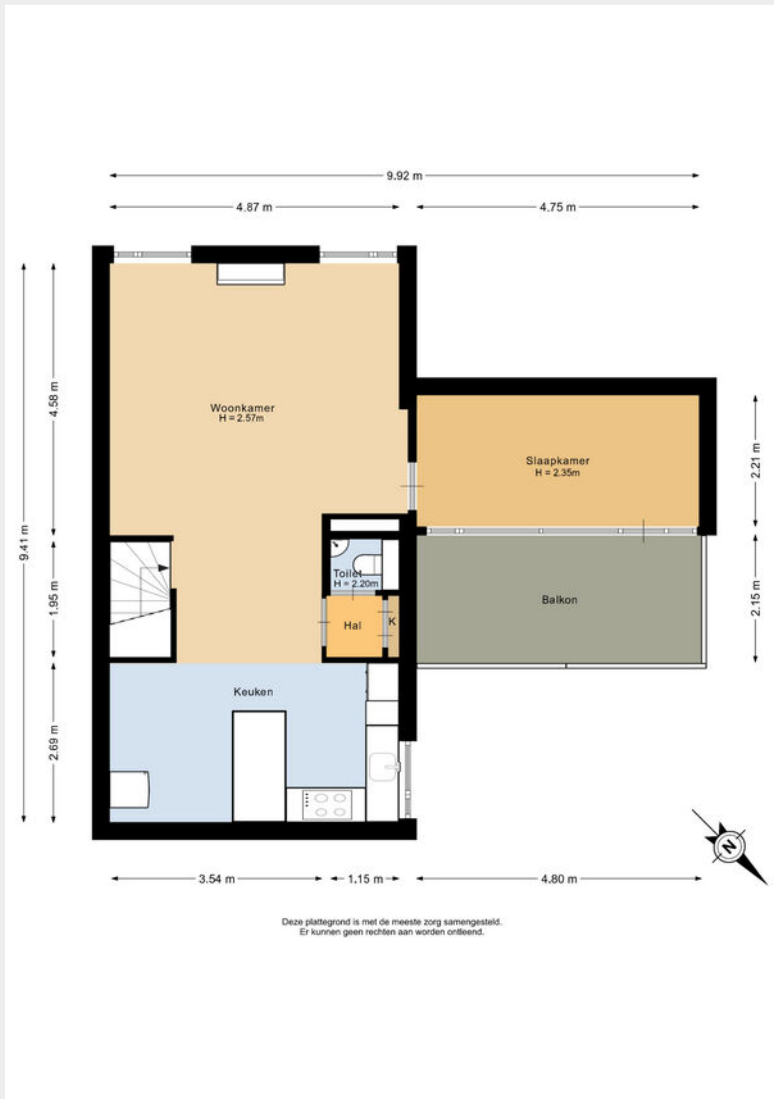 9.92 m
4.87 m
4.75 m
4.58 m
Woonkamer
H = 2.57m
2.21 m
Slaapkamer
H = 2.35m
9.41 m
Toilet
H = 2.20m
1.95 m
2.15 m
Balkon
Hal
K
Keuken
2.69 m
N
3.54 m
1.15 m
4.80 m
Deze plattegrond is met de meeste zorg samengesteld.
Er kunnen geen rechten aan worden ontleend.